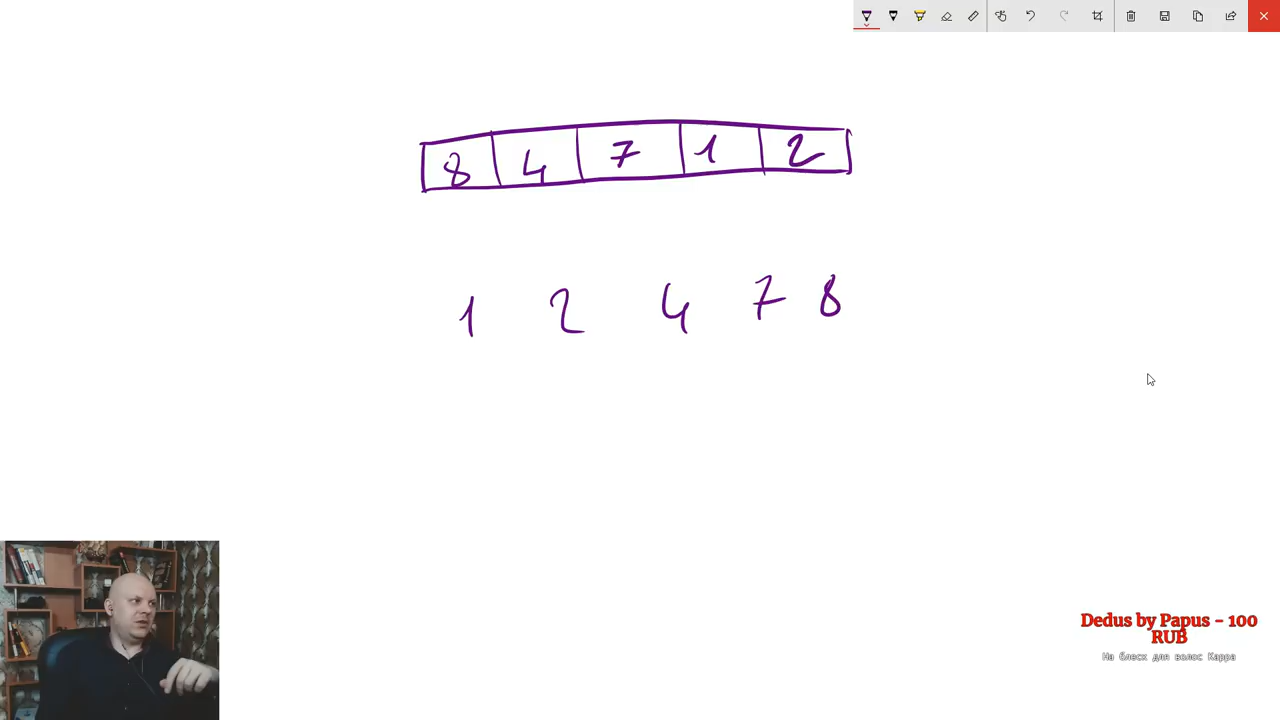 8 4 7 1 2
1 2 4 7 8
Dedus by Papus - 100
RUB
На блеск для волос Карра